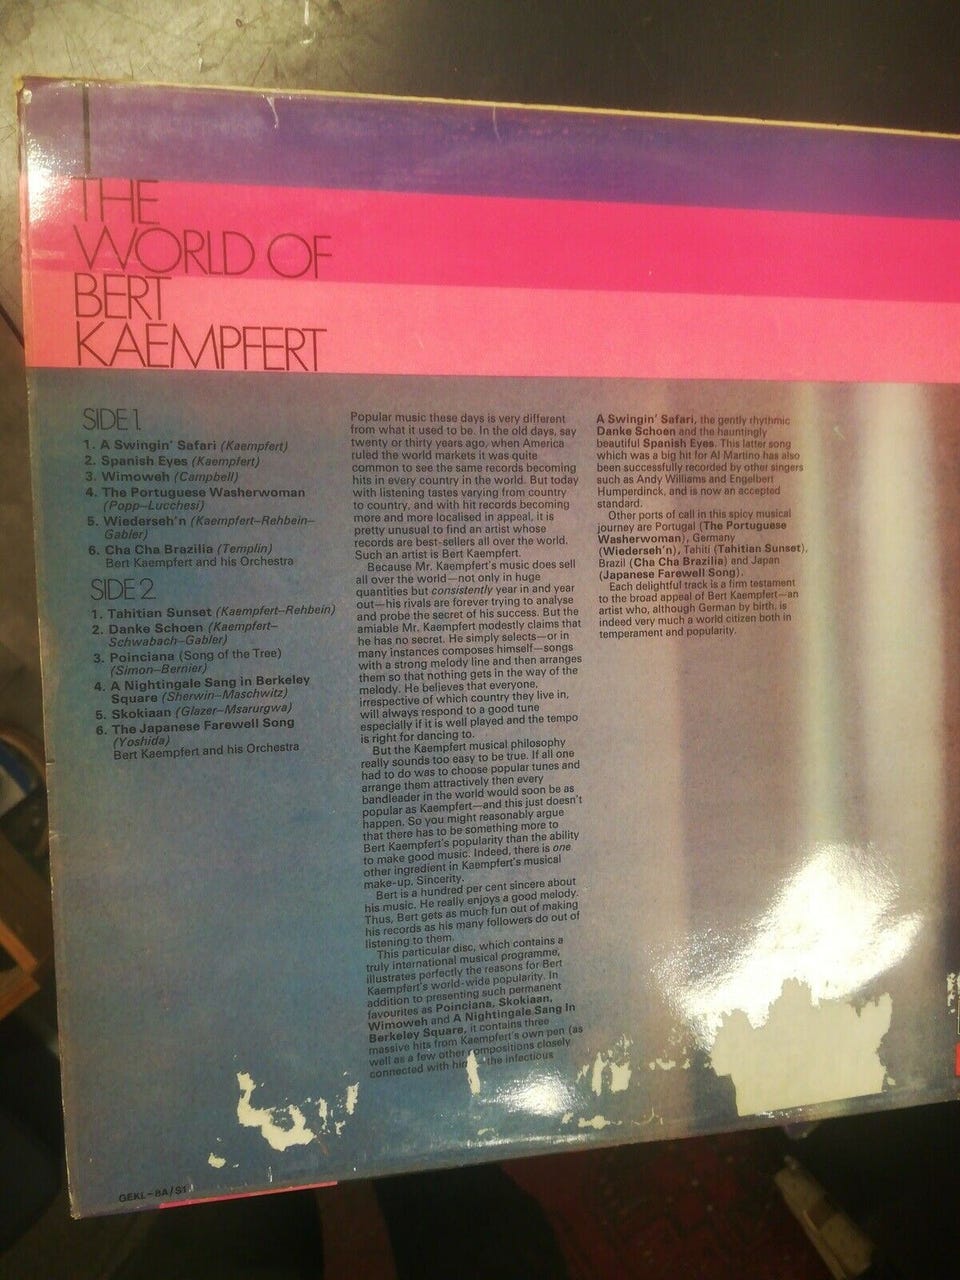 THE
WORLD OF
BERT
KAEMPFERT
SIDE 1.
1. A Swingin' Safari (Kaempfert)
2. Spanish Eyes (Kaempfert)
3. Wimoweh (Campbell)
4. The Portuguese Washerwoman
(Popp–Lucchesi)
5. Wiederseh'n (Kaempfert–Rehbein–
Gabler)
6. Cha Cha Brazilia (Templin)
Bert Kaempfert and his Orchestra
SIDE 2.
1. Tahitian Sunset (Kaempfert–Rehbein)
2. Danke Schoen (Kaempfert–
Schwabach–Gabler)
3. Poinciana (Song of the Tree)
(Simon–Bernier)
4. A Nightingale Sang in Berkeley
Square (Sherwin–Maschwitz)
5. Skokiaan (Glazer–Msarurgwa)
6. The Japanese Farewell Song
(Yoshida)
Bert Kaempfert and his Orchestra
Popular music these days is very different
from what it used to be. In the old days, say
twenty or thirty years ago, when America
ruled the world markets it was quite
common to see the same records becoming
hits in every country in the world. But today
with listening tastes varying from country
to country, and with hit records becoming
more and more localised in appeal, it is
pretty unusual to find an artist whose
records are best-sellers all over the world.
Such an artist is Bert Kaempfert.
Because Mr. Kaempfert's music does sell
all over the world—not only in huge
quantities but consistently year in and year
out—his rivals are forever trying to analyse
and probe the secret of his success. But the
amiable Mr. Kaempfert modestly claims that
he has no secret. He simply selects—or in
many instances composes himself—songs
with a strong melody line and then arranges
them so that nothing gets in the way of the
melody. He believes that everyone,
irrespective of which country they live in,
will always respond to a good tune
especially if it is well played and the tempo
is right for dancing to.
But the Kaempfert musical philosophy
really sounds too easy to be true. If all one
had to do was to choose popular tunes and
arrange them attractively then every
bandleader in the world would soon be as
popular as Kaempfert—and this just doesn't
happen. So you might reasonably argue
that there has to be something more to
Bert Kaempfert's popularity than the ability
to make good music. Indeed, there is one
other ingredient in Kaempfert's musical
make-up. Sincerity.
Bert is a hundred per cent sincere about
his music. He really enjoys a good melody.
Thus, Bert gets as much fun out of making
his records as his many followers do out of
listening to them.
This particular disc, which contains a
truly international musical programme,
illustrates perfectly the reasons for Bert
Kaempfert's world-wide popularity. In
addition to presenting such permanent
favourites as Poinciana, Skokiaan,
Wimoweh and A Nightingale Sang In
Berkeley Square, it contains three
massive hits from Kaempfert's own pen (as
well as a few other compositions closely
connected with him the infectious
A Swingin' Safari, the gently rhythmic
Danke Schoen and the hauntingly
beautiful Spanish Eyes. This latter song
which was a big hit for Al Martino has also
been successfully recorded by other singers
such as Andy Williams and Engelbert
Humperdinck, and is now an accepted
standard.
Other ports of call in this spicy musical
journey are Portugal (The Portuguese
Washerwoman), Germany
(Wiederseh'n), Tahiti (Tahitian Sunset),
Brazil (Cha Cha Brazilia) and Japan
(Japanese Farewell Song).
Each delightful track is a firm testament
to the broad appeal of Bert Kaempfert—an
artist who, although German by birth, is
indeed very much a world citizen both in
temperament and popularity.
GEKL–8A/S1